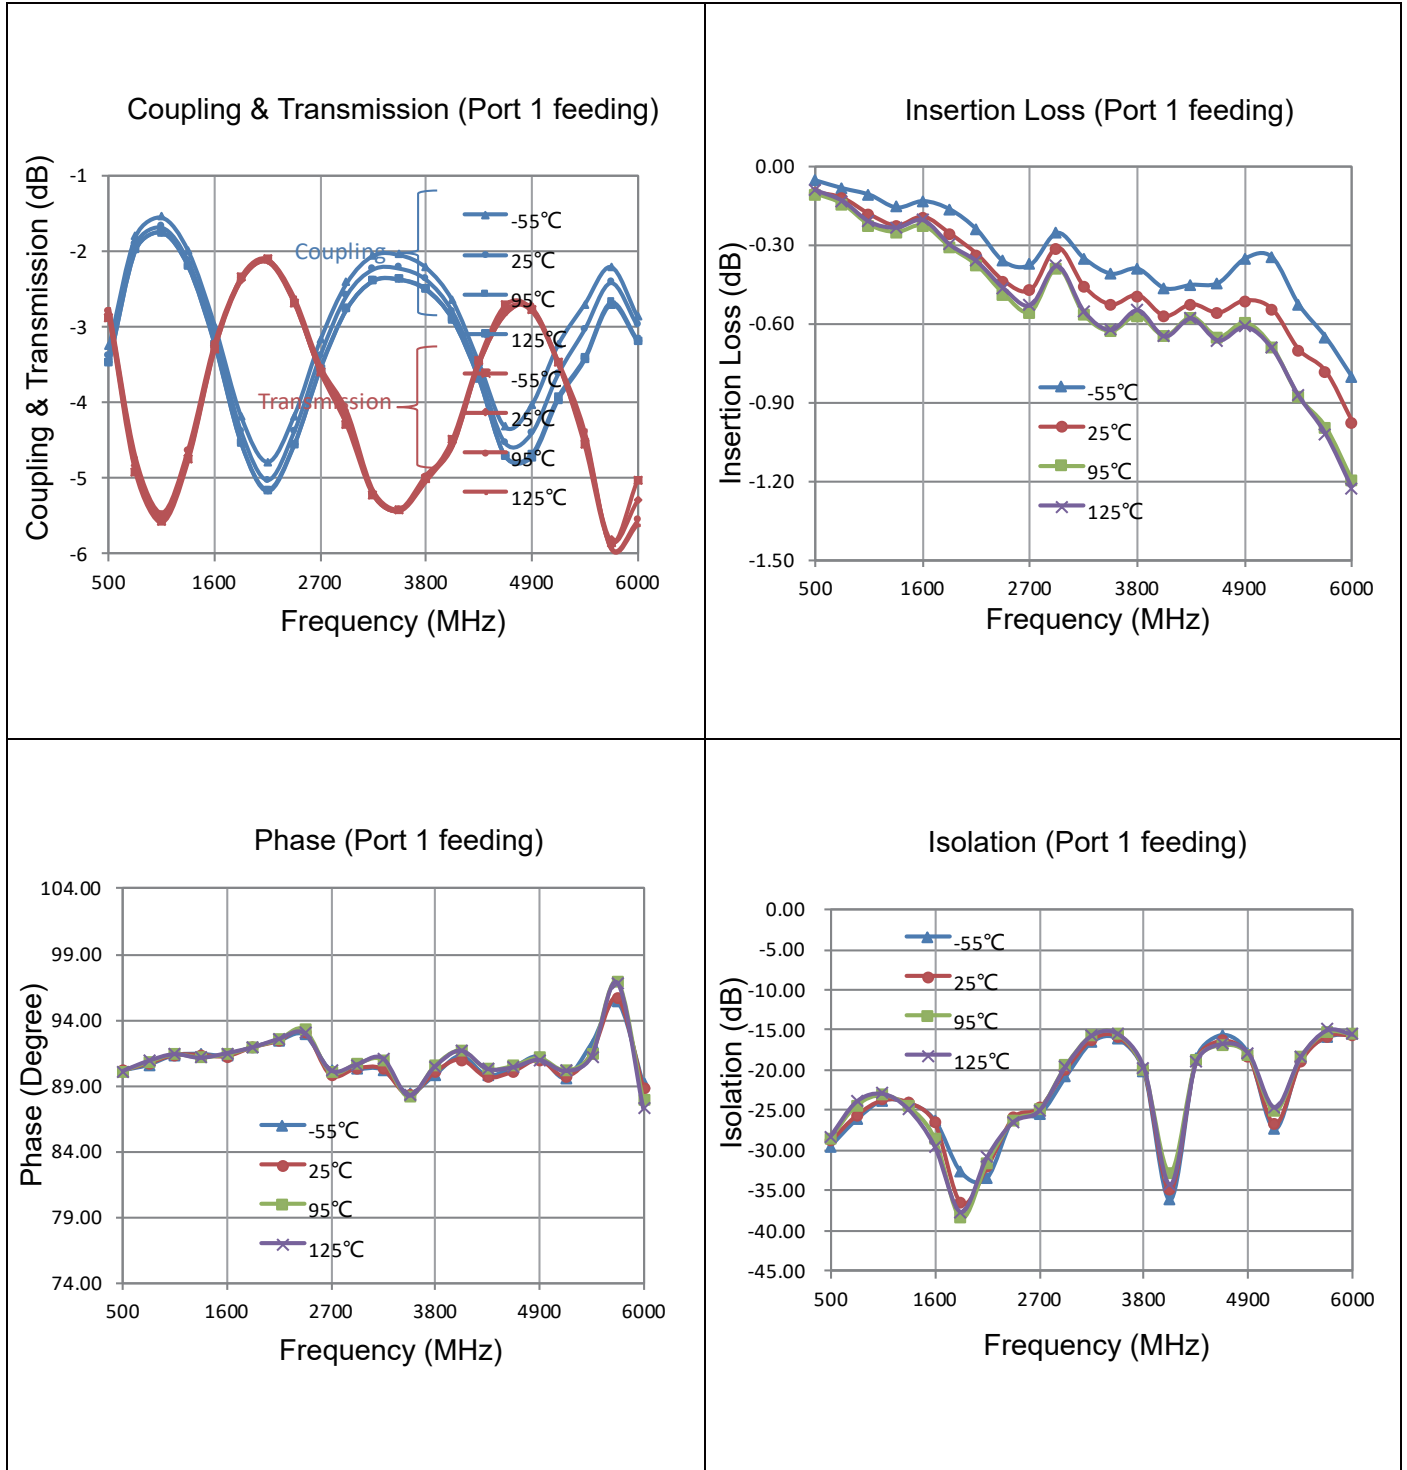 Coupling & Transmission (Port 1 feeding)
Coupling & Transmission (dB)
-1
-2
-3
-4
-5
-6
Coupling
Transmission
-55℃
25℃
95℃
125℃
-55℃
25℃
95℃
125℃
500 1600 2700 3800 4900 6000
Frequency (MHz)
Insertion Loss (Port 1 feeding)
Insertion Loss (dB)
0.00
-0.30
-0.60
-0.90
-1.20
-1.50
-55℃
25℃
95℃
125℃
500 1600 2700 3800 4900 6000
Frequency (MHz)
Phase (Port 1 feeding)
Phase (Degree)
104.00
99.00
94.00
89.00
84.00
79.00
74.00
-55℃
25℃
95℃
125℃
500 1600 2700 3800 4900 6000
Frequency (MHz)
Isolation (Port 1 feeding)
Isolation (dB)
0.00
-5.00
-10.00
-15.00
-20.00
-25.00
-30.00
-35.00
-40.00
-45.00
-55℃
25℃
95℃
125℃
500 1600 2700 3800 4900 6000
Frequency (MHz)